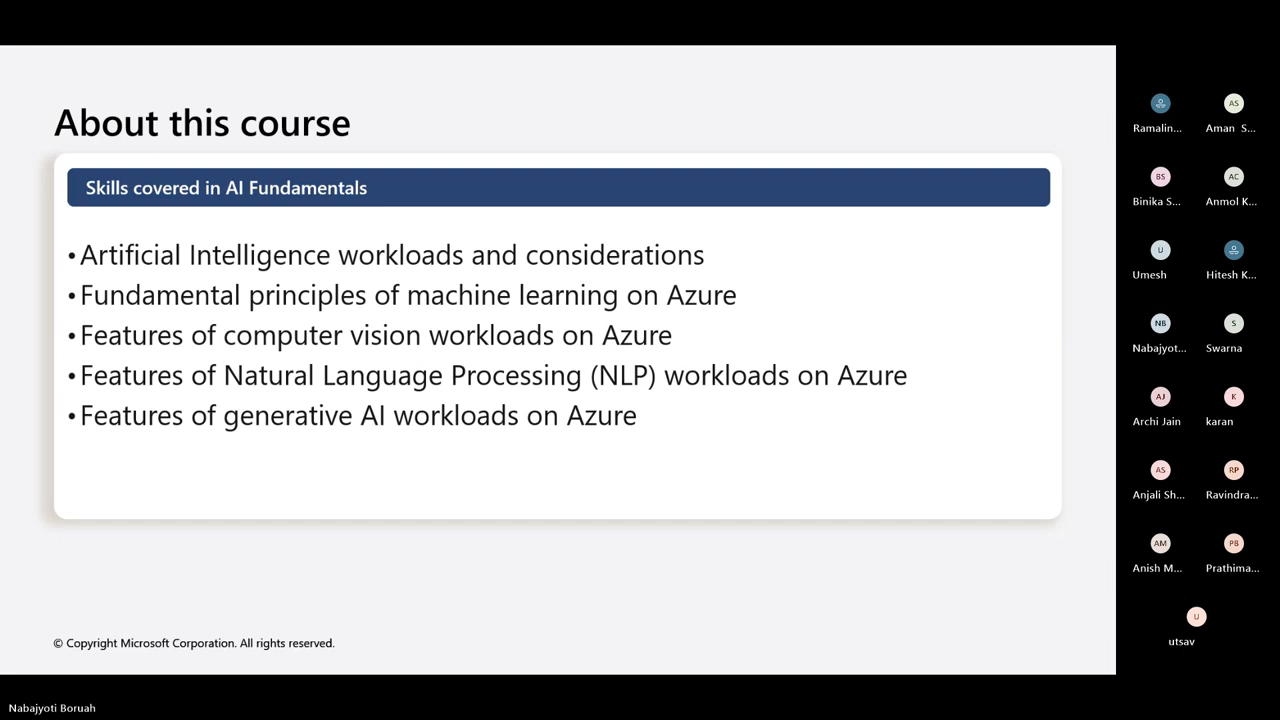 About this course
Skills covered in AI Fundamentals
•Artificial Intelligence workloads and considerations
•Fundamental principles of machine learning on Azure
•Features of computer vision workloads on Azure
•Features of Natural Language Processing (NLP) workloads on Azure
•Features of generative AI workloads on Azure
© Copyright Microsoft Corporation. All rights reserved.
Nabajyoti Boruah
AS
Ramalin... Aman S...
BS AC
Binika S... Anmol K...
U
Umesh Hitesh K...
NB S
Nabajyot... Swarna
AJ K
Archi Jain karan
AS RP
Anjali Sh... Ravindra...
AM PB
Anish M... Prathima...
U
utsav